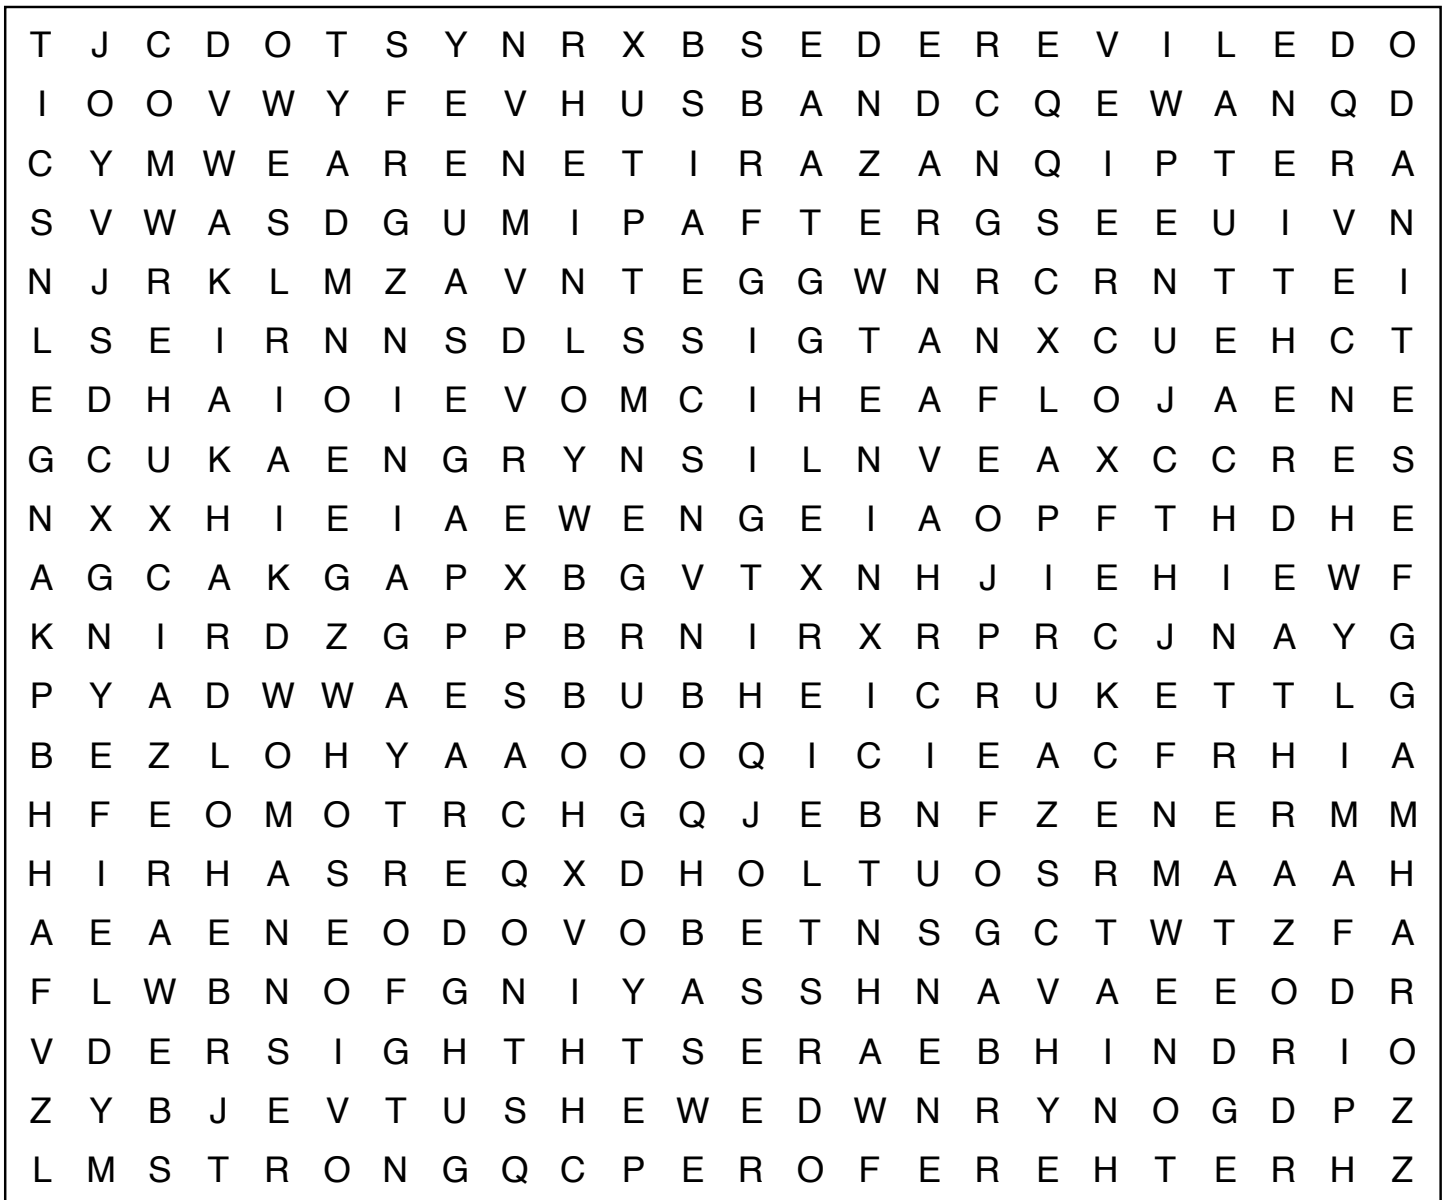 T J C D O T S Y N R X B S E D E R E V I L E D O
I O O V W Y F E V H U S B A N D C Q E W A N Q D
C Y M W E A R E N E T I R A Z A N Q I P T E R A
S V W A S D G U M I P A F T E R G S E E U I V N
N J R K L M Z A V N T E G G W N R C R N T T E I
L S E I R N N S D L S S I G T A N X C U E H C T
E D H A I O I E V O M C I H E A F L O J A E N E
G C U K A E N G R Y N S I L N V E A X C C R E S
N X X H I E I A E W E N G E I A O P F T H D H E
A G C A K G A P X B G V T X N H J I E H I E W F
K N I R D Z G P P B R N I R X R P R C J N A Y G
P Y A D W W A E S B U B H E I C R U K E T T L G
B E Z L O H Y A A O O O Q I C I E A C F R H I A
H F E O M O T R C H G Q J E B N F Z E N E R M M
H I R H A S R E Q X D H O L T U O S R M A A A H
A E A E N E O D O V O B E T N S G C T W T Z F A
F L W B N O F G N I Y A S S H N A V A E E O D R
V D E R S I G H T H T S E R A E B H I N D R I O
Z Y B J E V T U S H E W E D W N R Y N O G D P Z
L M S T R O N G Q C P E R O F E R E H T E R H Z